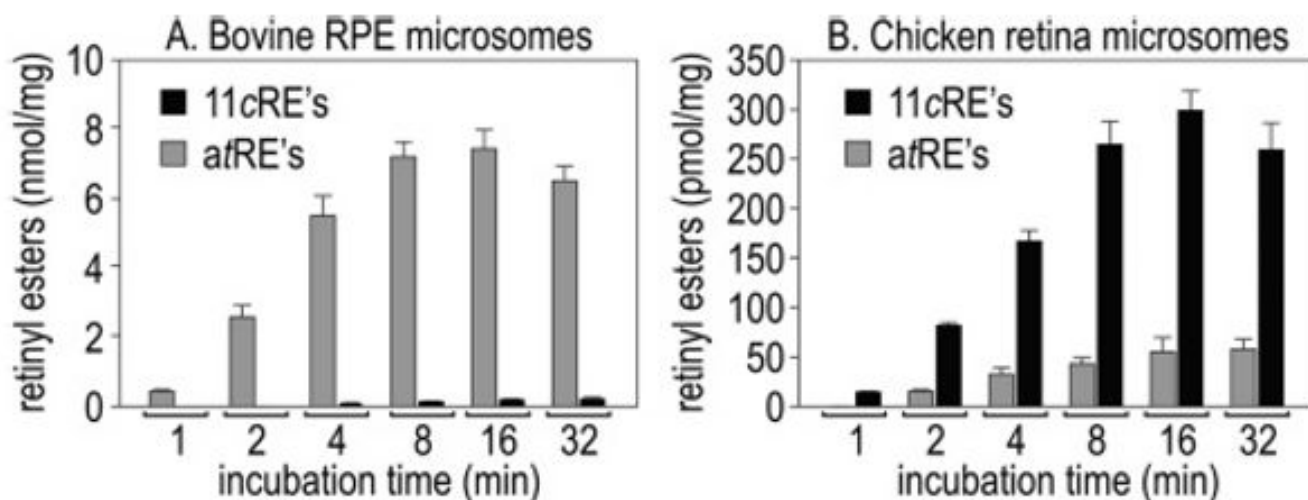 A. Bovine RPE microsomes
retinyl esters (nmol/mg)
10
8
6
4
2
0
11cRE's
atRE's
1 2 4 8 16 32
incubation time (min)
B. Chicken retina microsomes
retinyl esters (pmol/mg)
350
300
250
200
150
100
50
0
11cRE's
atRE's
1 2 4 8 16 32
incubation time (min)